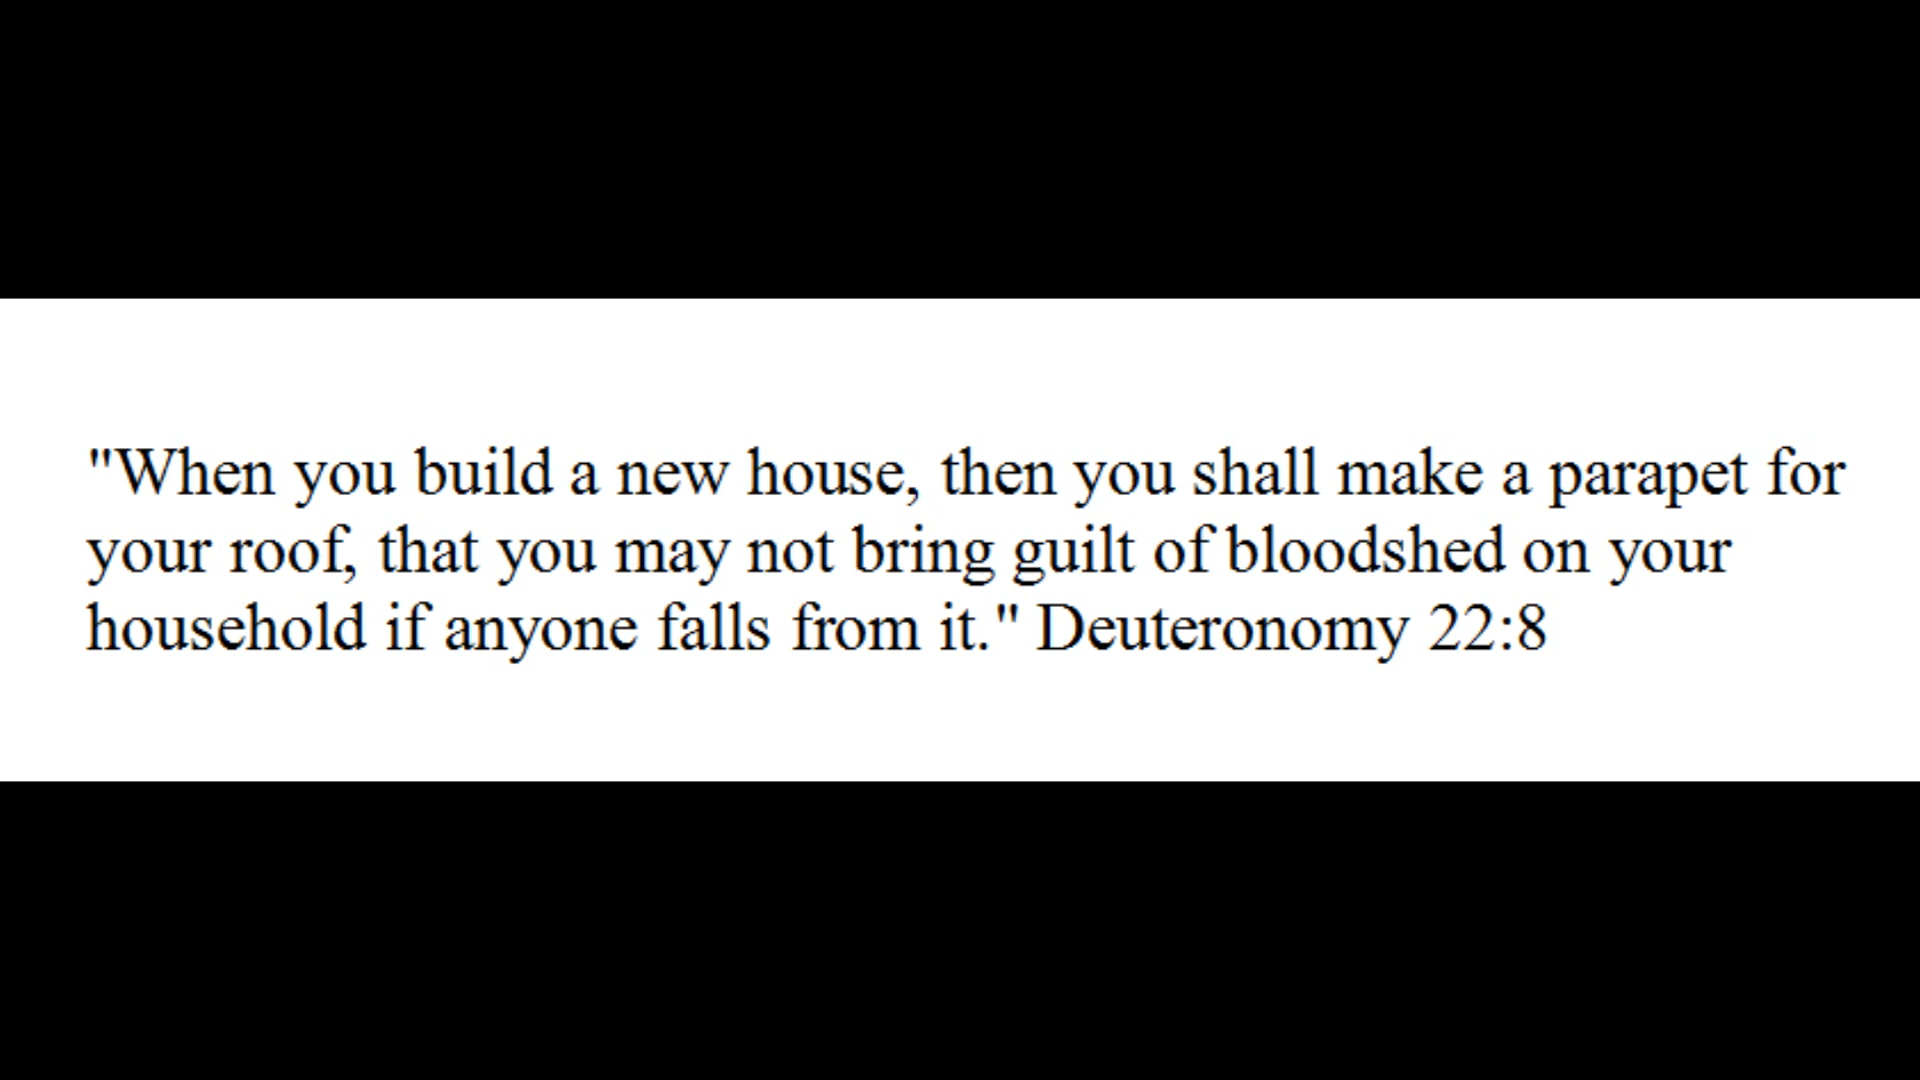 "When you build a new house, then you shall make a parapet for
your roof, that you may not bring guilt of bloodshed on your
household if anyone falls from it." Deuteronomy 22:8